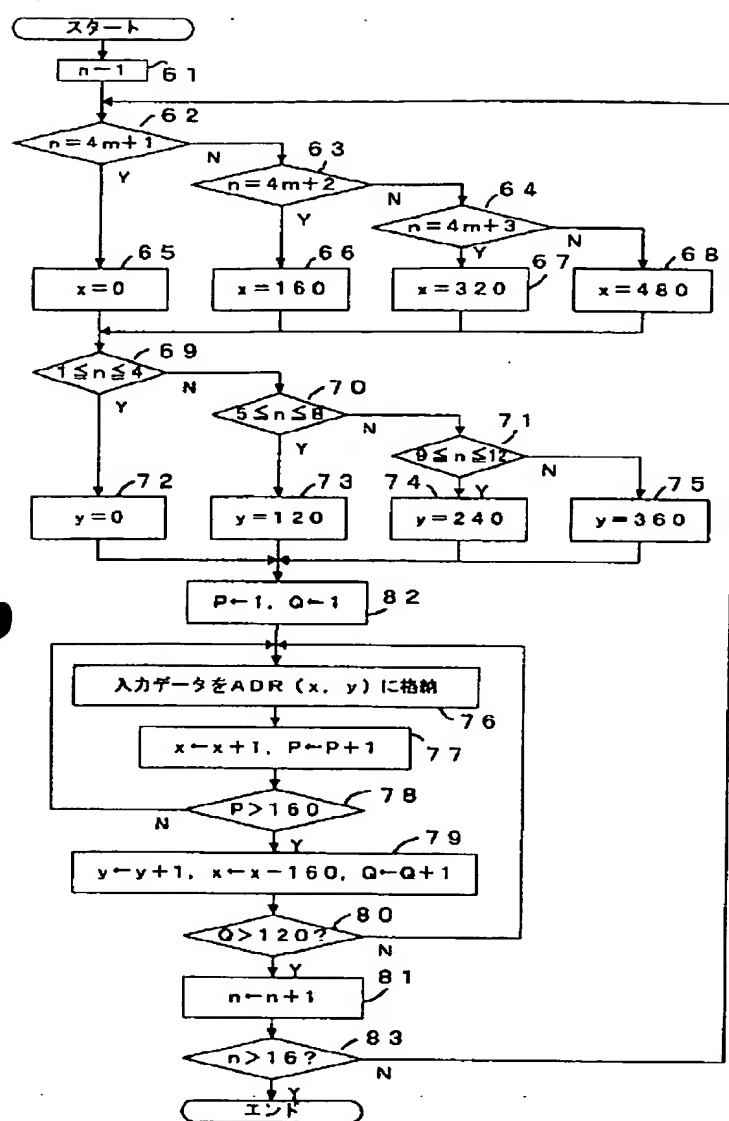 スタート
n←1
61
62
n=4m+1
N
Y
63
n=4m+2
N
Y
64
n=4m+3
N
Y
65
x=0
66
x=160
67
x=320
68
x=480
69
1≦n≦4
N
Y
70
5≦n≦8
N
Y
71
9≦n≦12
N
Y
72
y=0
73
y=120
74
y=240
75
y=360
P←1, Q←1
82
入力データをADR(x, y)に格納
76
x←x+1, P←P+1
77
P>160
78
N
Y
79
y←y+1, x←x-160, Q←Q+1
Q>120?
80
N
Y
n←n+1
81
n>16?
83
N
Y
エンド